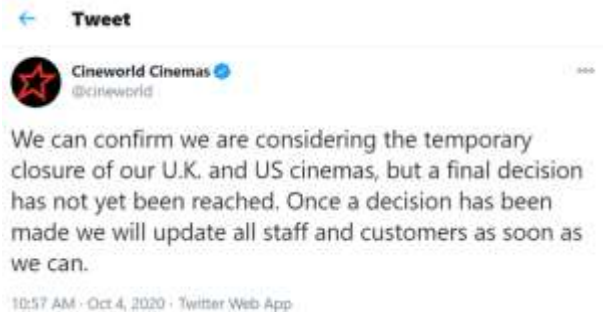 Tweet
Cineworld Cinemas
@cineworld
We can confirm we are considering the temporary
closure of our U.K. and US cinemas, but a final decision
has not yet been reached. Once a decision has been
made we will update all staff and customers as soon as
we can.
10:57 AM · Oct 4, 2020 · Twitter Web App